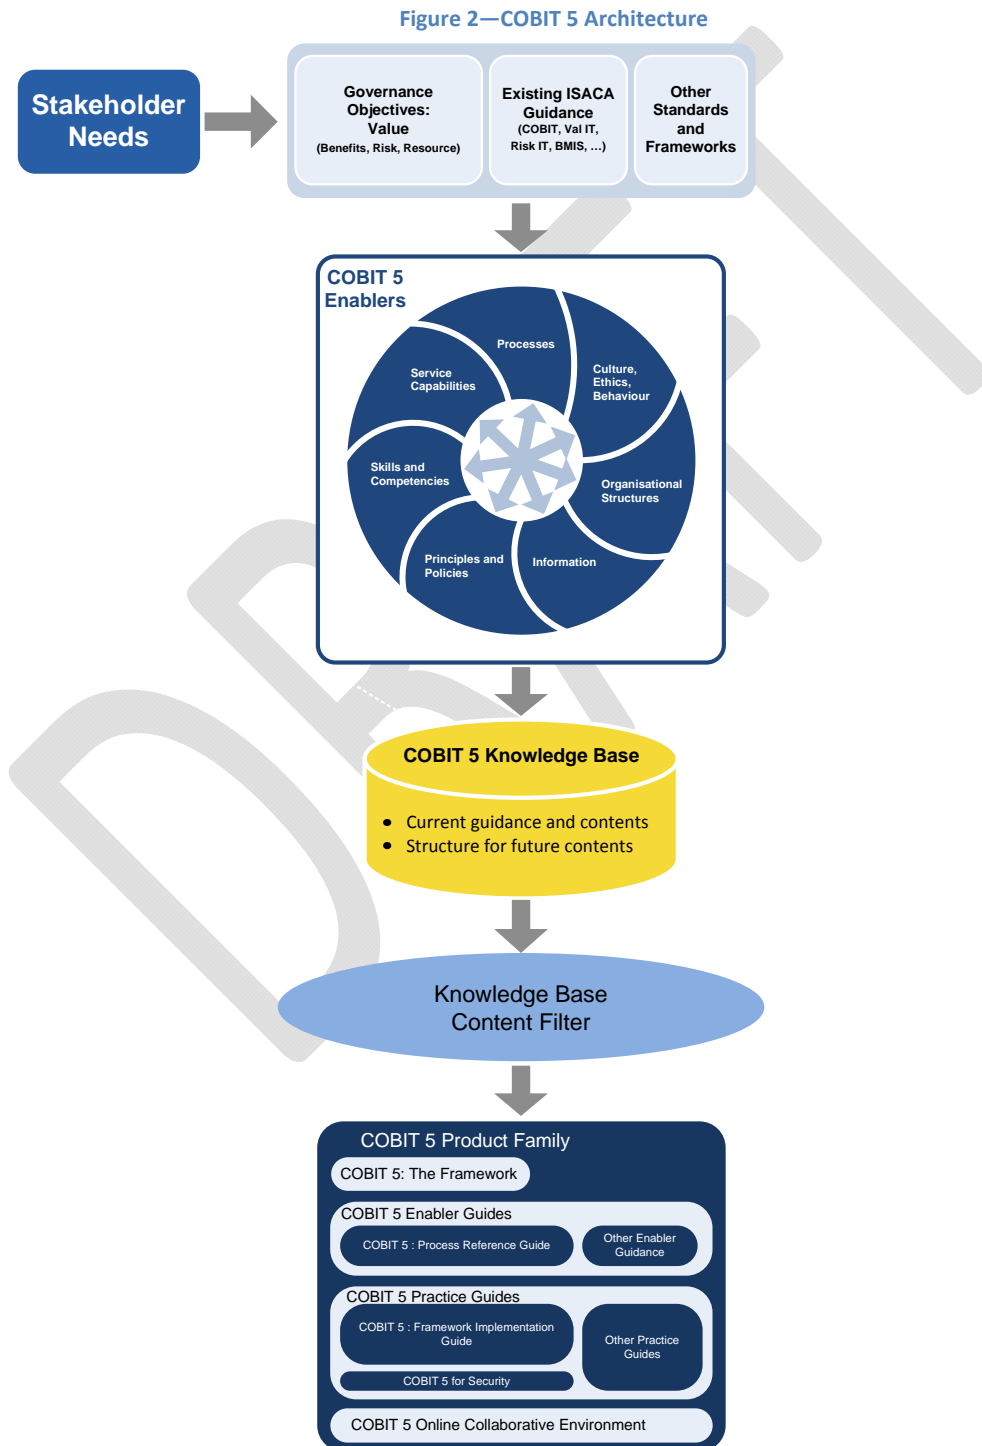 Figure 2—COBIT 5 Architecture
Stakeholder
Needs
Governance
Objectives:
Value
(Benefits, Risk, Resource)
Existing ISACA
Guidance
(COBIT, Val IT,
Risk IT, BMIS, …)
Other
Standards
and
Frameworks
COBIT 5
Enablers
Processes
Culture,
Ethics,
Behaviour
Service
Capabilities
Skills and
Competencies
Organisational
Structures
Principles and
Policies
Information
COBIT 5 Knowledge Base
• Current guidance and contents
• Structure for future contents
Knowledge Base
Content Filter
COBIT 5 Product Family
COBIT 5: The Framework
COBIT 5 Enabler Guides
COBIT 5 : Process Reference Guide
Other Enabler
Guidance
COBIT 5 Practice Guides
COBIT 5 : Framework Implementation
Guide
Other Practice
Guides
COBIT 5 for Security
COBIT 5 Online Collaborative Environment
DRAFT